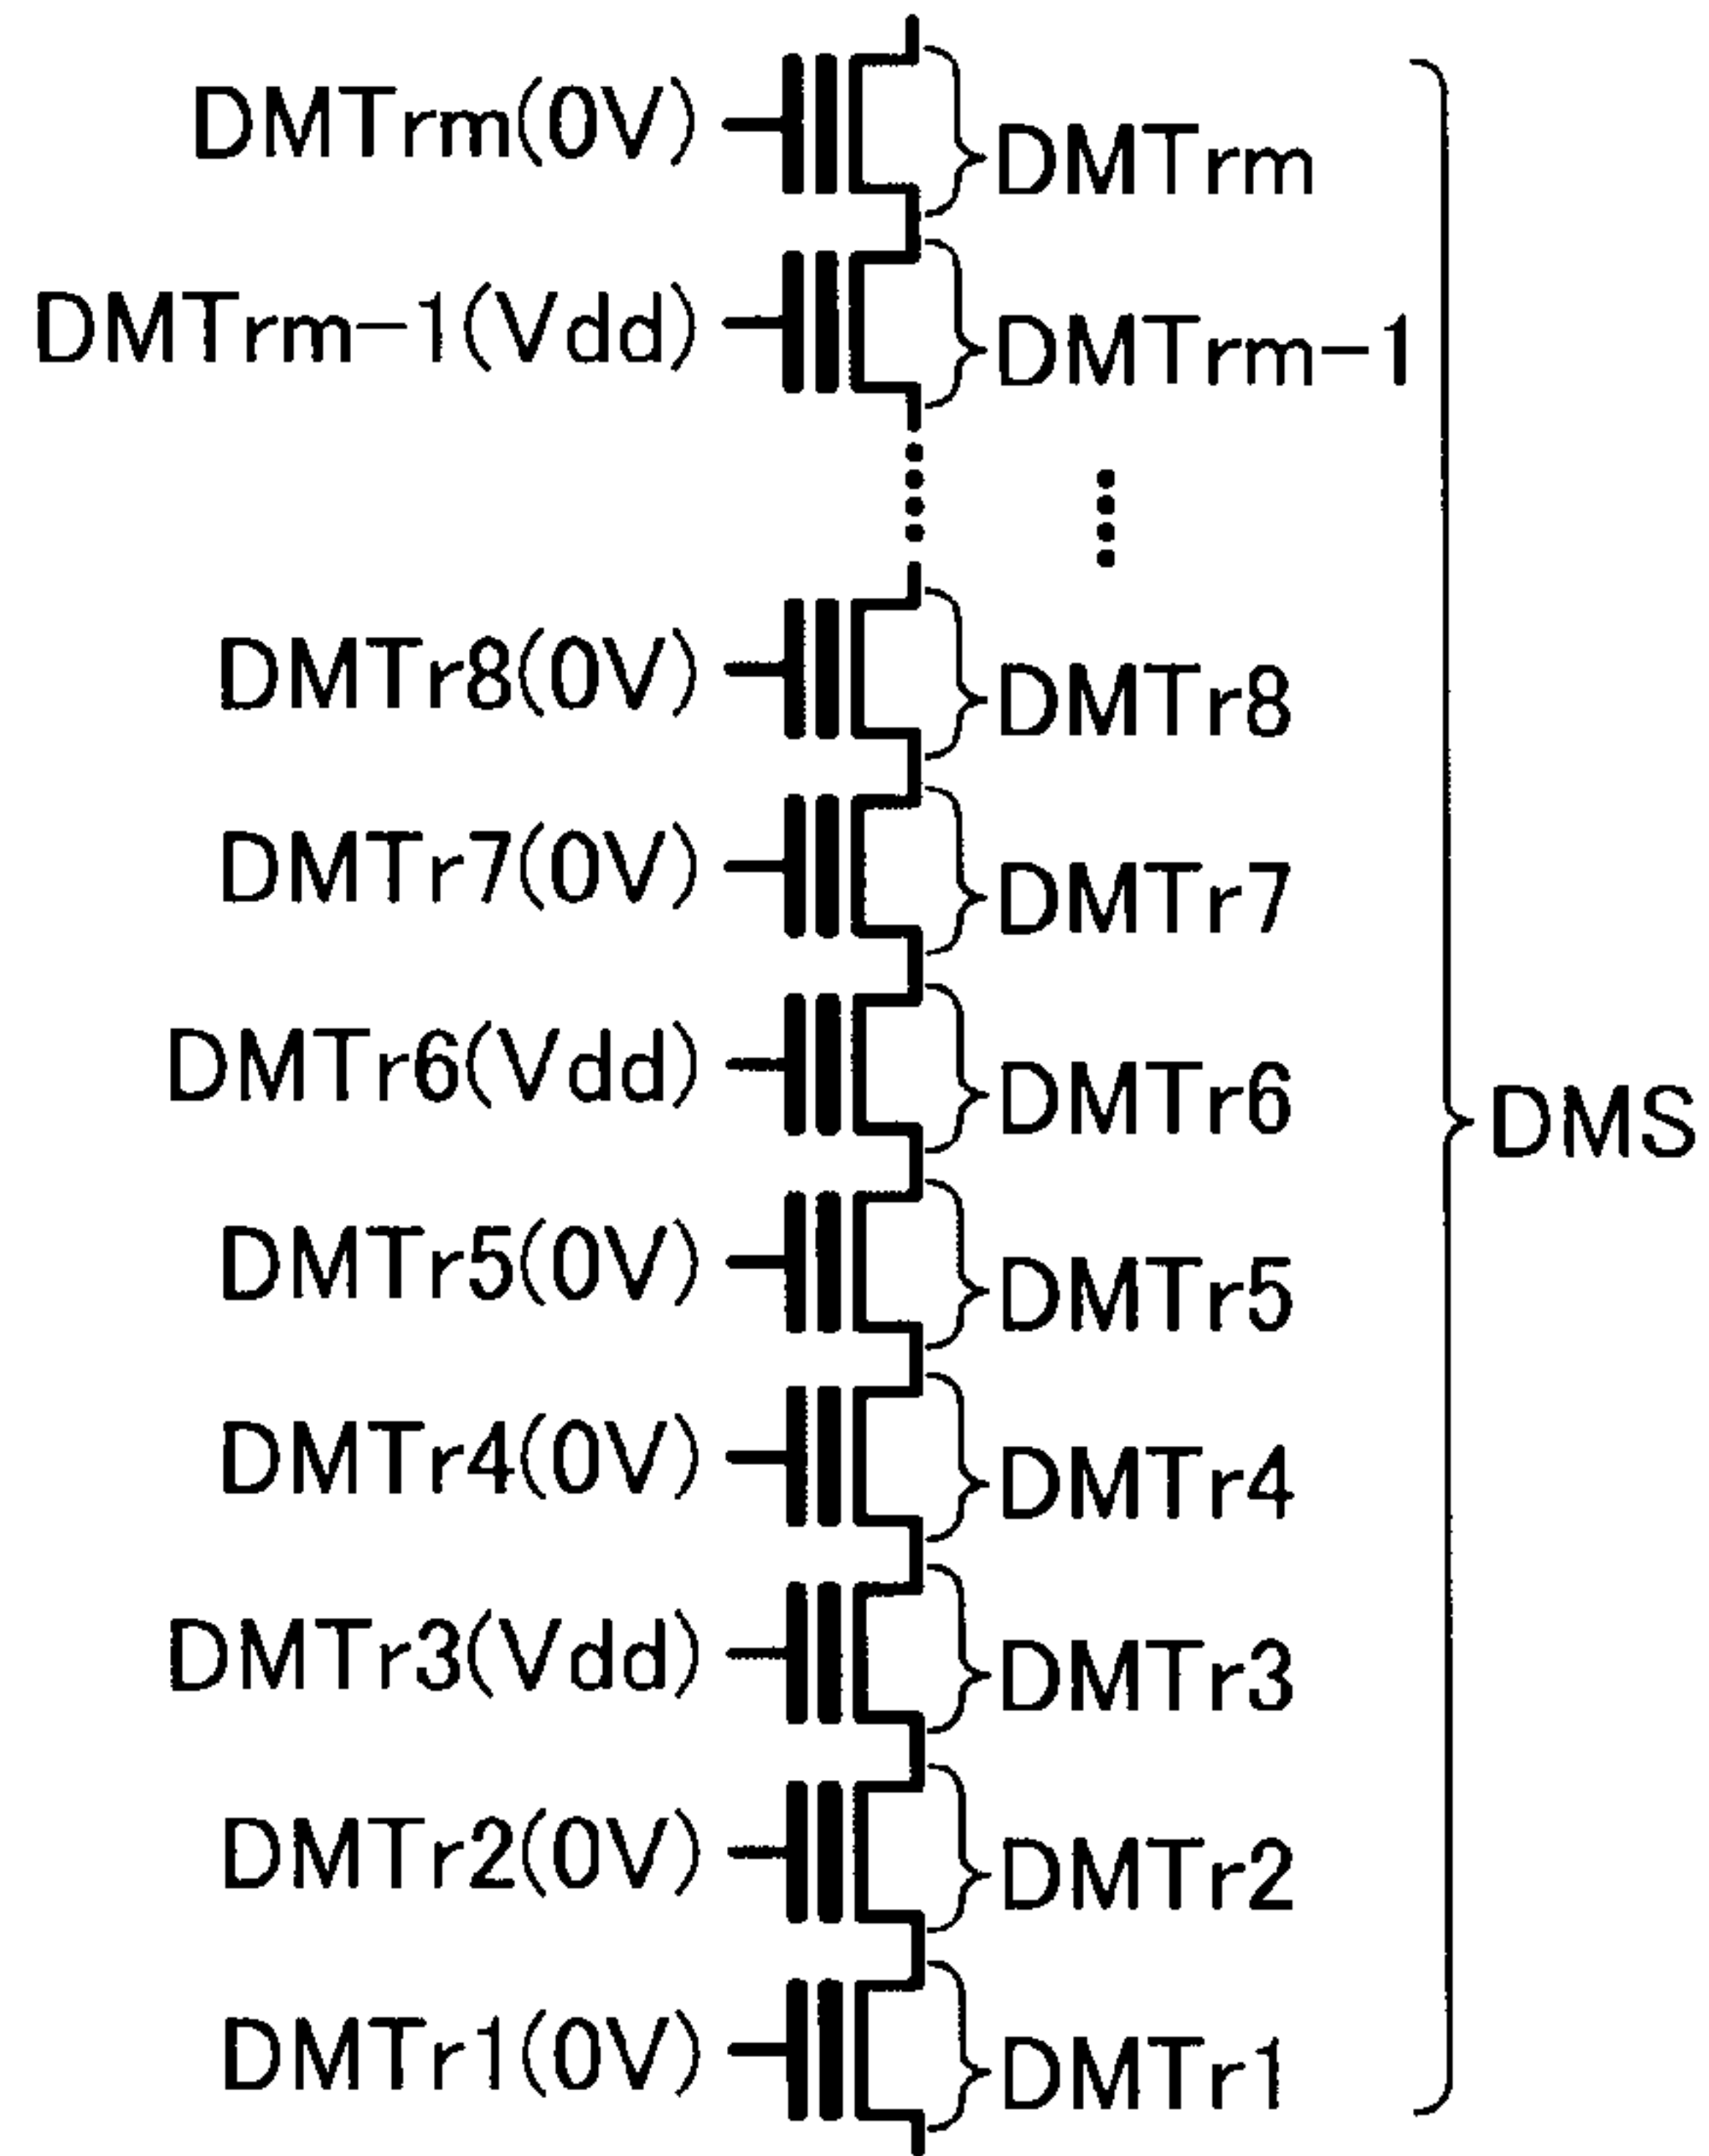 DMTrm(0V)
DMTrm
DMTrm-1(Vdd)
DMTrm-1
DMTr8(0V)
DMTr8
DMTr7(0V)
DMTr7
DMTr6(Vdd)
DMTr6
DMS
DMTr5(0V)
DMTr5
DMTr4(0V)
DMTr4
DMTr3(Vdd)
DMTr3
DMTr2(0V)
DMTr2
DMTr1(0V)
DMTr1